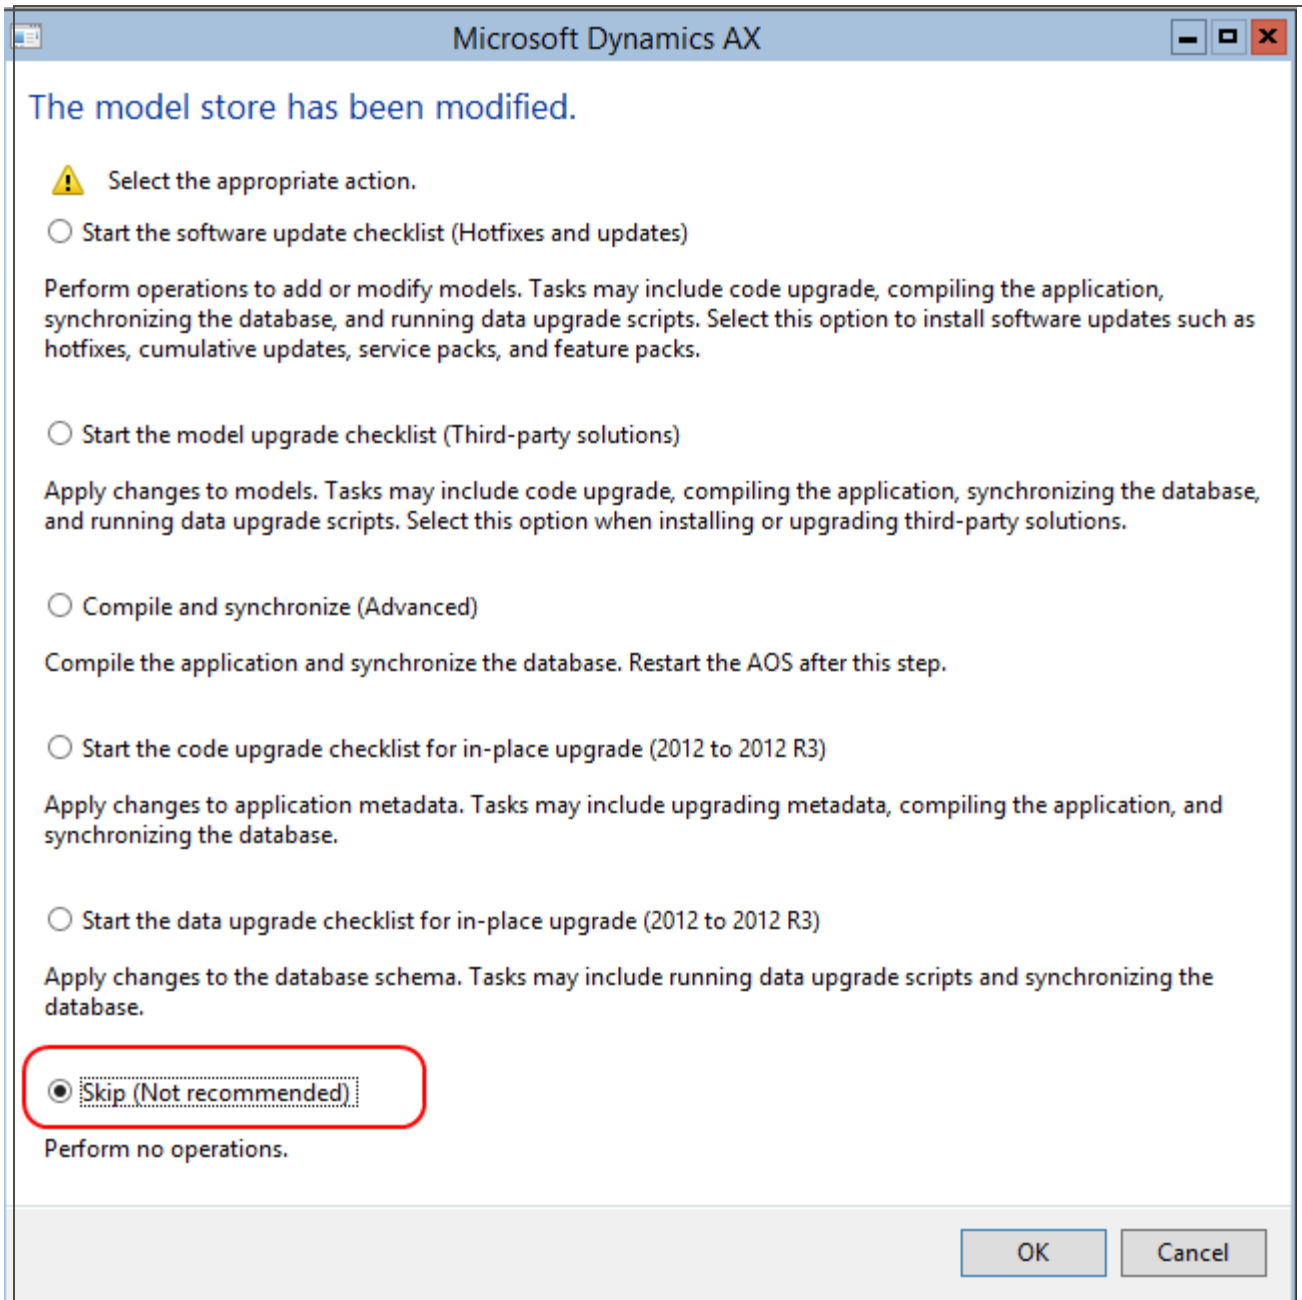 Microsoft Dynamics AX
The model store has been modified.
Select the appropriate action.
Start the software update checklist (Hotfixes and updates)
Perform operations to add or modify models. Tasks may include code upgrade, compiling the application,
synchronizing the database, and running data upgrade scripts. Select this option to install software updates such as
hotfixes, cumulative updates, service packs, and feature packs.
Start the model upgrade checklist (Third-party solutions)
Apply changes to models. Tasks may include code upgrade, compiling the application, synchronizing the database,
and running data upgrade scripts. Select this option when installing or upgrading third-party solutions.
Compile and synchronize (Advanced)
Compile the application and synchronize the database. Restart the AOS after this step.
Start the code upgrade checklist for in-place upgrade (2012 to 2012 R3)
Apply changes to application metadata. Tasks may include upgrading metadata, compiling the application, and
synchronizing the database.
Start the data upgrade checklist for in-place upgrade (2012 to 2012 R3)
Apply changes to the database schema. Tasks may include running data upgrade scripts and synchronizing the
database.
Skip (Not recommended)
Perform no operations.
OK
Cancel